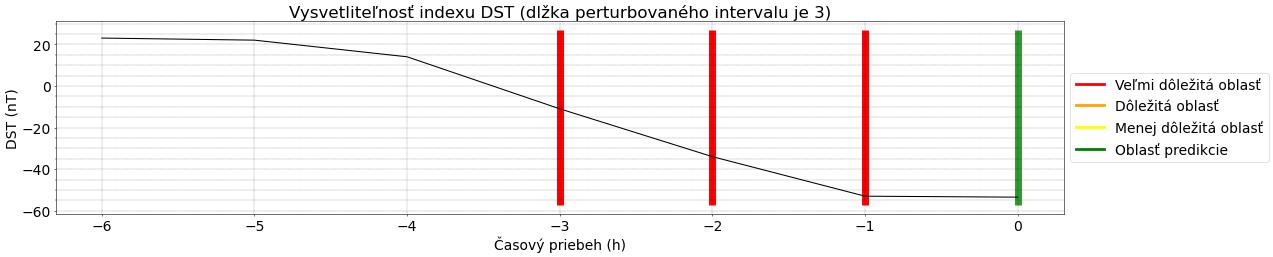 Vysvetliteľnosť indexu DST (dĺžka perturbovaného intervalu je 3)
DST (nT)
20
0
−20
−40
−60
−6 −5 −4 −3 −2 −1 0
Časový priebeh (h)
Veľmi dôležitá oblasť
Dôležitá oblasť
Menej dôležitá oblasť
Oblasť predikcie